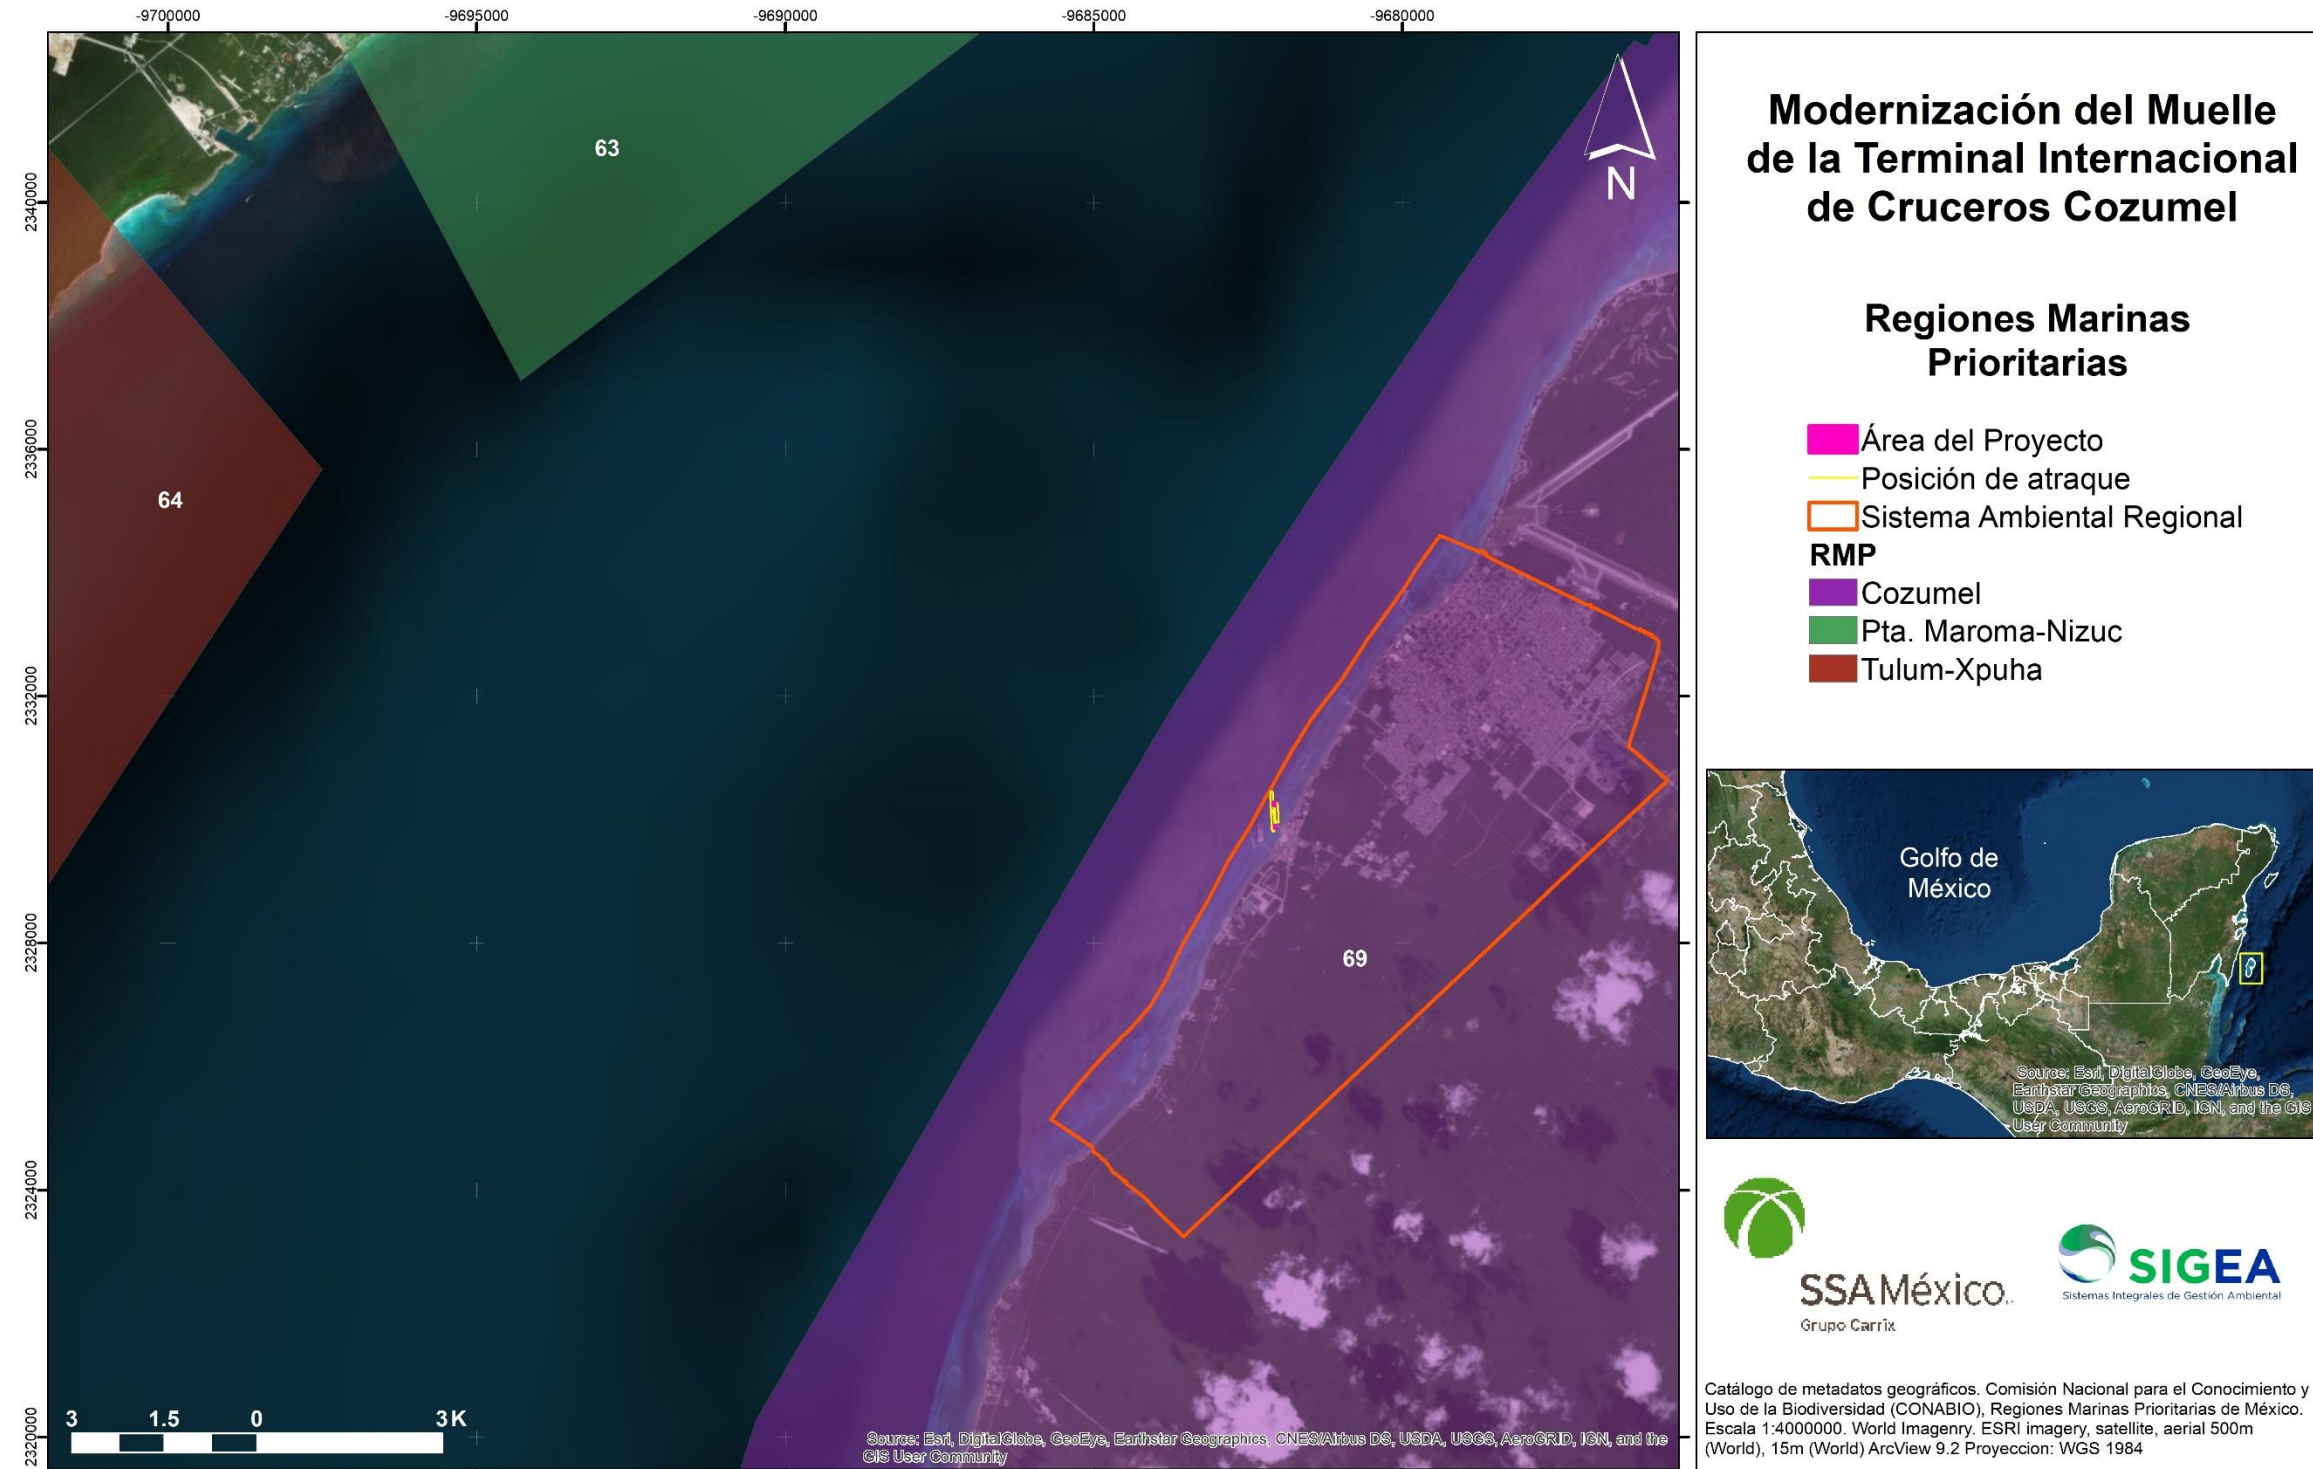 -9700000
-9695000
-9690000
-9685000
-9680000
2340000
2336000
2332000
2328000
2324000
2320000
63
64
69
N
3 1.5 0 3 K
Source: Esri, DigitalGlobe, GeoEye, Earthstar Geographics, CNES/Airbus DS, USDA, USGS, AeroGRID, IGN, and the
GIS User Community
Modernización del Muelle
de la Terminal Internacional
de Cruceros Cozumel
Regiones Marinas
Prioritarias
Área del Proyecto
Posición de atraque
Sistema Ambiental Regional
RMP
Cozumel
Pta. Maroma-Nizuc
Tulum-Xpuha
Golfo de
México
Source: Esri, DigitalGlobe, GeoEye,
Earthstar Geographics, CNES/Airbus DS,
USDA, USGS, AeroGRID, IGN, and the GIS
User Community
SSA México
Grupo Carrix
SIGEA
Sistemas Integrales de Gestión Ambiental
Catálogo de metadatos geográficos. Comisión Nacional para el Conocimiento y
Uso de la Biodiversidad (CONABIO), Regiones Marinas Prioritarias de México.
Escala 1:4000000. World Imagenry. ESRI imagery, satellite, aerial 500m
(World), 15m (World) ArcView 9.2 Proyeccion: WGS 1984